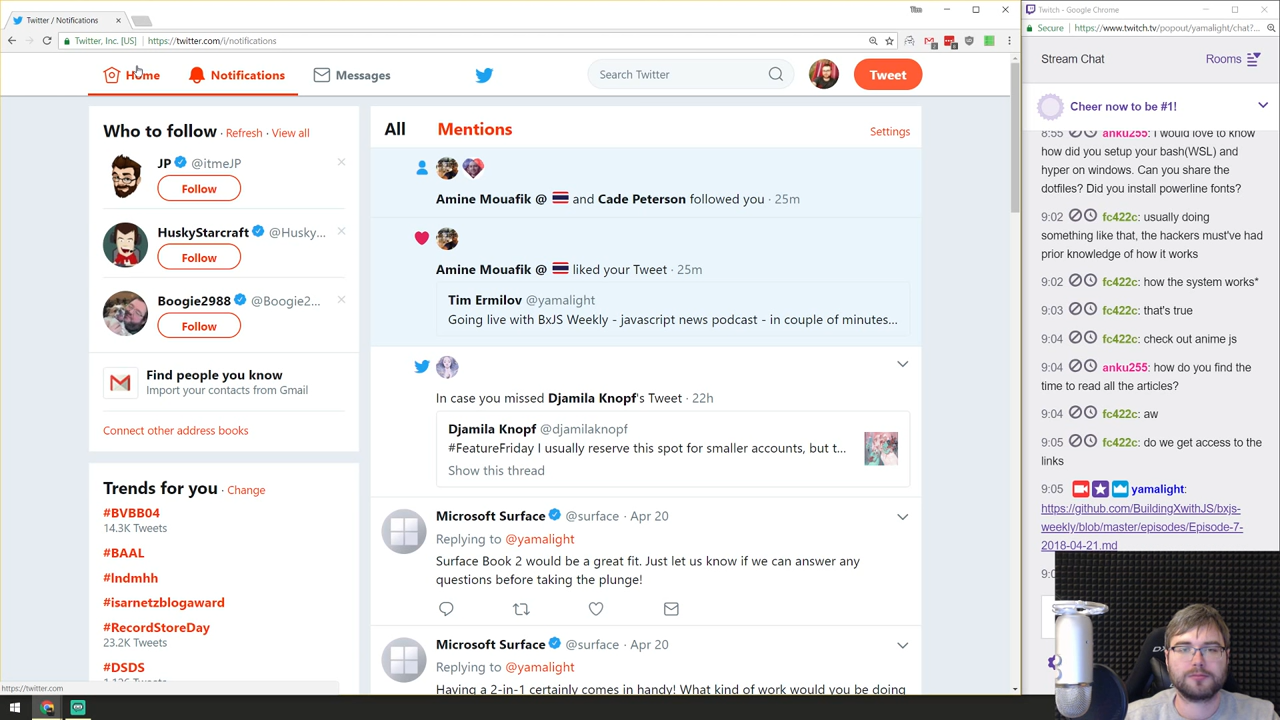 Twitter / Notifications
Tim
Twitter, Inc. [US]
https://twitter.com/i/notifications
Home
Notifications
Messages
Search Twitter
Tweet
Who to follow · Refresh · View all
JP @itmeJP
Follow
HuskyStarcraft @Husky...
Follow
Boogie2988 @Boogie2...
Follow
Find people you know
Import your contacts from Gmail
Connect other address books
Trends for you · Change
#BVBB04
14.3K Tweets
#BAAL
#lndmhh
#isarnetzblogaward
#RecordStoreDay
23.2K Tweets
#DSDS
https://twitter.com
All
Mentions
Settings
Amine Mouafik @ and Cade Peterson followed you · 25m
Amine Mouafik @ liked your Tweet · 25m
Tim Ermilov @yamalight
Going live with BxJS Weekly - javascript news podcast - in couple of minutes...
In case you missed Djamila Knopf's Tweet · 22h
Djamila Knopf @djamilaknopf
#FeatureFriday I usually reserve this spot for smaller accounts, but t...
Show this thread
Microsoft Surface @surface · Apr 20
Replying to @yamalight
Surface Book 2 would be a great fit. Just let us know if we can answer any
questions before taking the plunge!
Microsoft Surface @surface · Apr 20
Replying to @yamalight
Having a 2-in-1 certainly comes in handy! What kind of work would you be doing
yamalight - Twitch - Google Chrome
Secure
https://www.twitch.tv/popout/yamalight/chat?...
Stream Chat
Rooms
Cheer now to be #1!
8:55 anku255: I would love to know
how did you setup your bash(WSL) and
hyper on windows. Can you share the
dotfiles? Did you install powerline fonts?
9:02 fc422c: usually doing
something like that, the hackers must've had
prior knowledge of how it works
9:02 fc422c: how the system works*
9:03 fc422c: that's true
9:04 fc422c: check out anime js
9:04 anku255: how do you find the
time to read all the articles?
9:04 fc422c: aw
9:05 fc422c: do we get access to the
links
9:05 yamalight:
https://github.com/BuildingXwithJS/bxjs-
weekly/blob/master/episodes/Episode-7-
2018-04-21.md